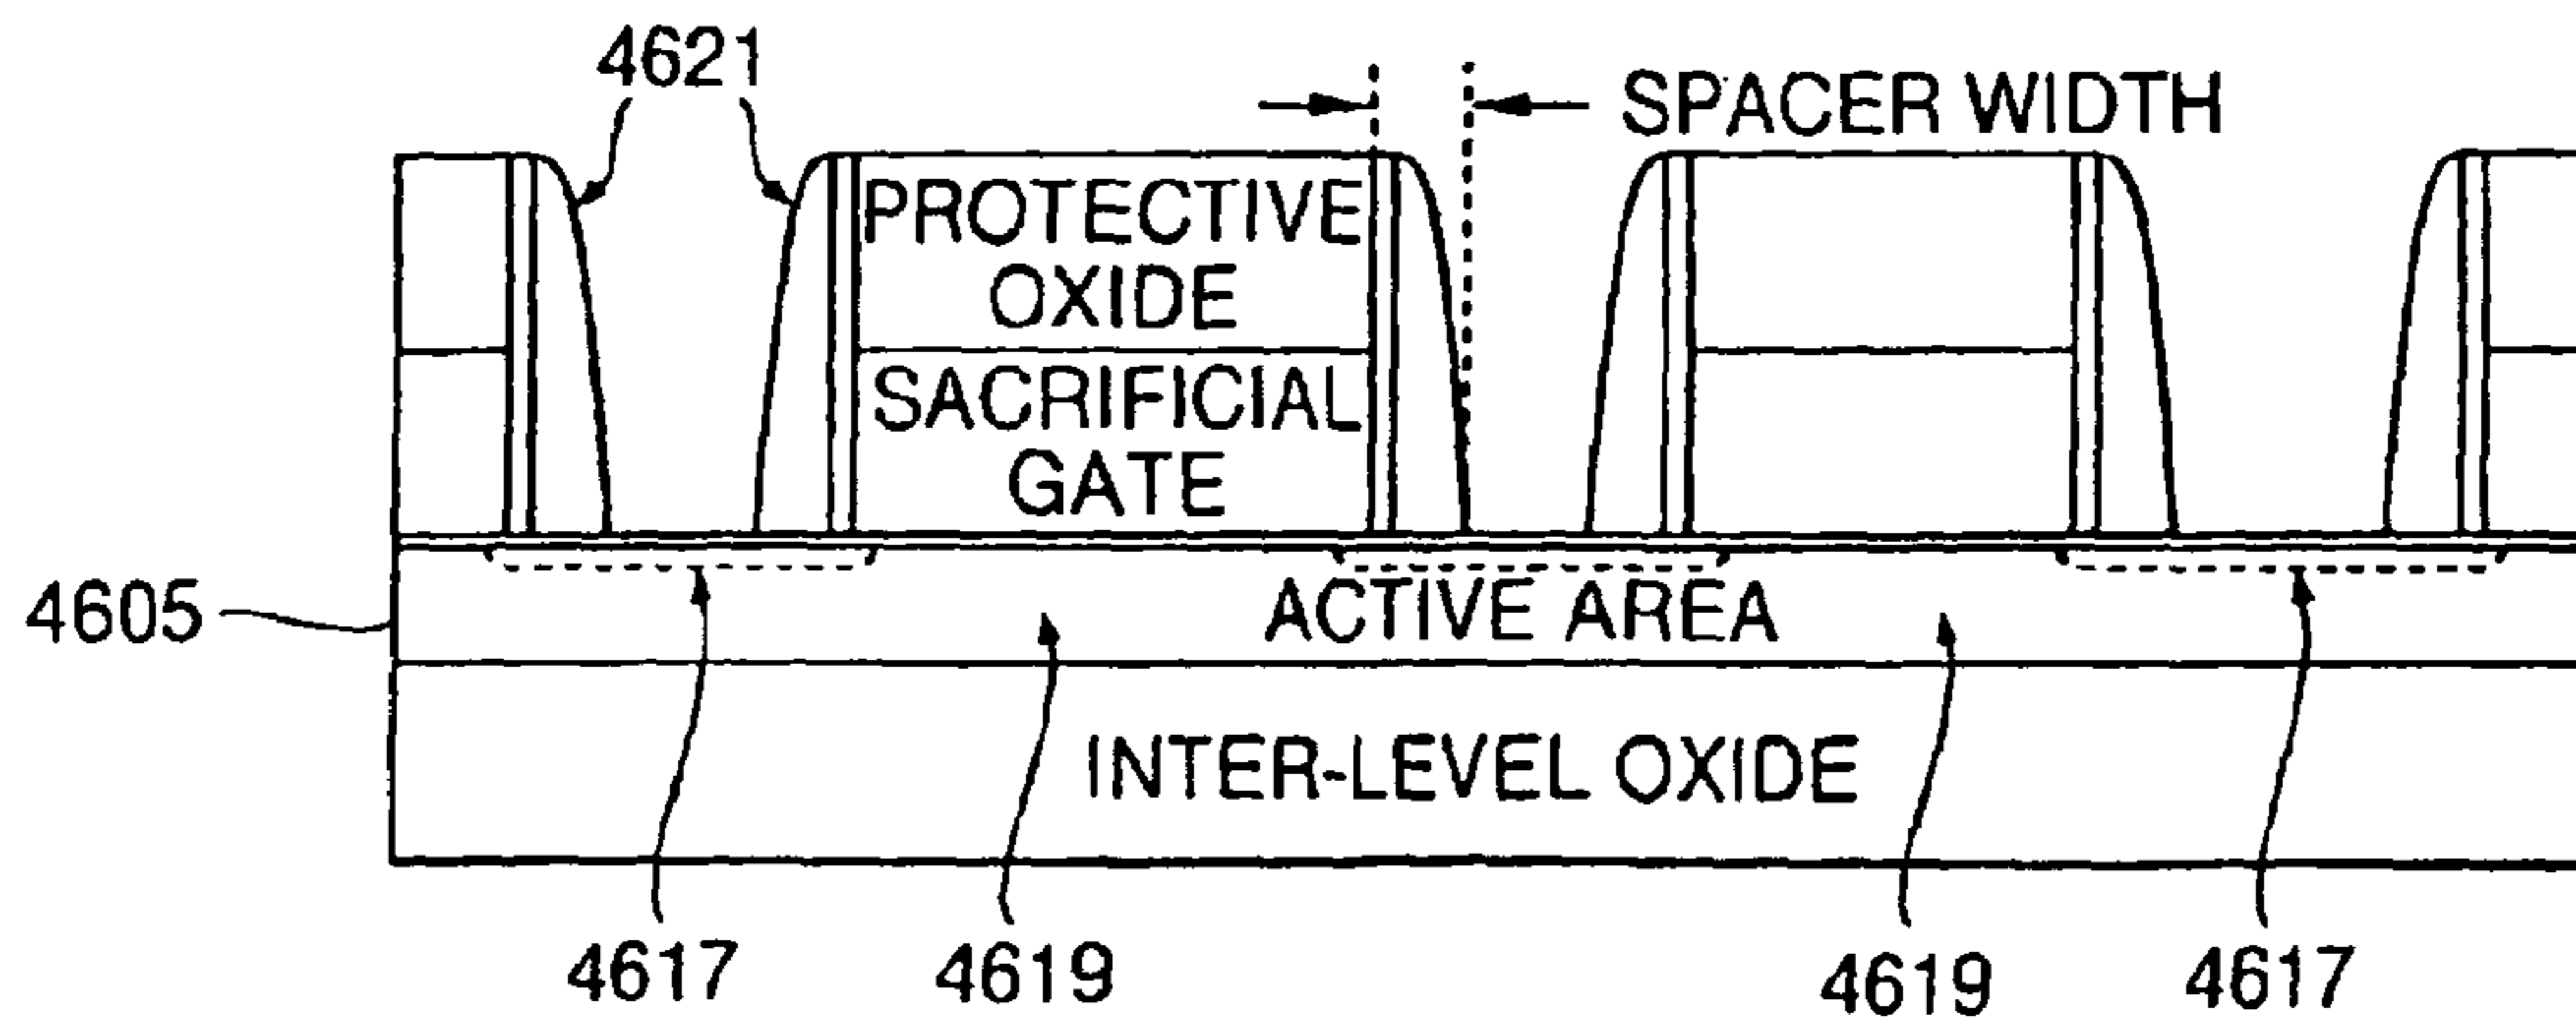 4621
SPACER WIDTH
PROTECTIVE
OXIDE
SACRIFICIAL
GATE
4605
ACTIVE AREA
INTER-LEVEL OXIDE
4617
4619
4619
4617